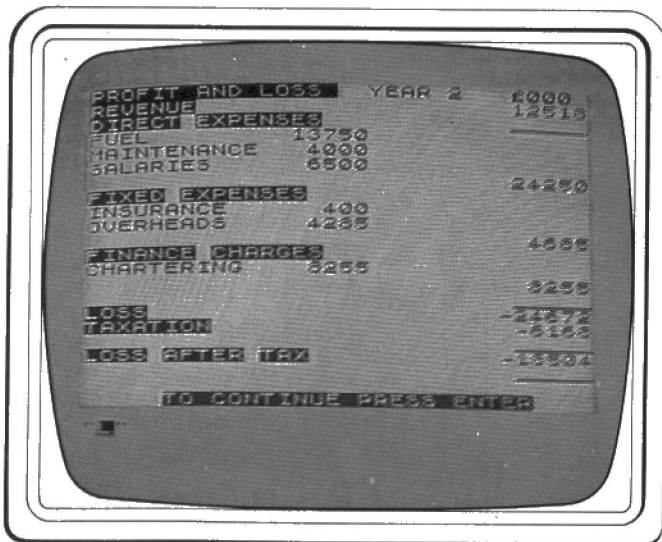 PROFIT AND LOSS YEAR 2 £000
REVENUE 12518
DIRECT EXPENSES
FUEL 13750
MAINTENANCE 4000
SALARIES 6500
24250
FIXED EXPENSES
INSURANCE 400
OVERHEADS 4285
4685
FINANCE CHARGES
CHARTERING 8255
8255
LOSS -24672
TAXATION -6168
LOSS AFTER TAX -18504
TO CONTINUE PRESS ENTER
"L"